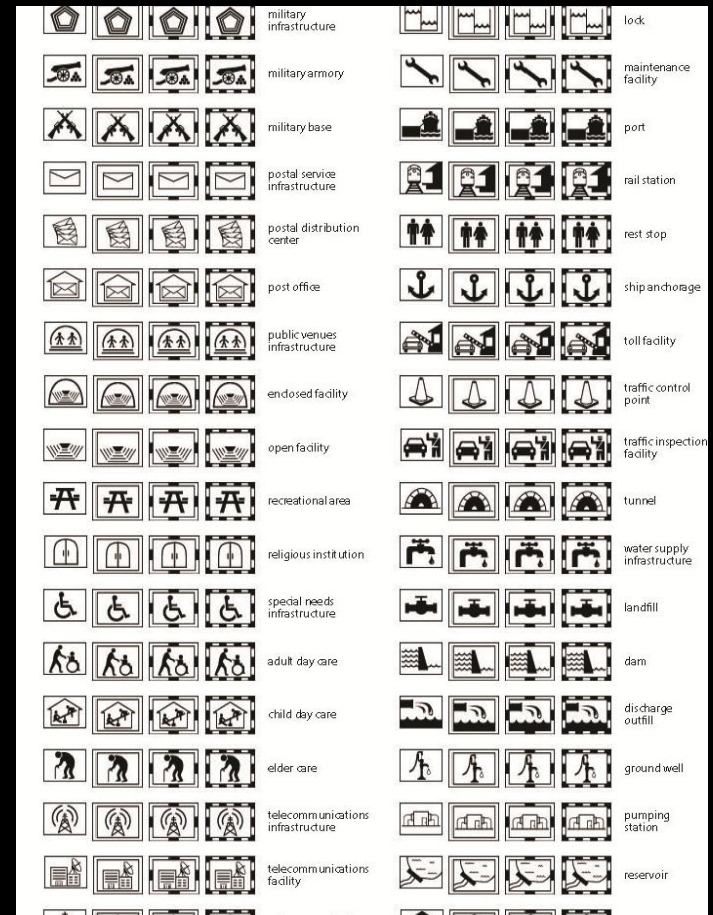 military
infrastructure
military armory
military base
postal service
infrastructure
postal distribution
center
post office
public venues
infrastructure
enclosed facility
open facility
recreational area
religious institution
special needs
infrastructure
adult day care
child day care
elder care
telecommunications
infrastructure
telecommunications
facility
lock
maintenance
facility
port
rail station
rest stop
ship anchorage
toll facility
traffic control
point
traffic inspection
facility
tunnel
water supply
infrastructure
landfill
dam
discharge
outfill
ground well
pumping
station
reservoir